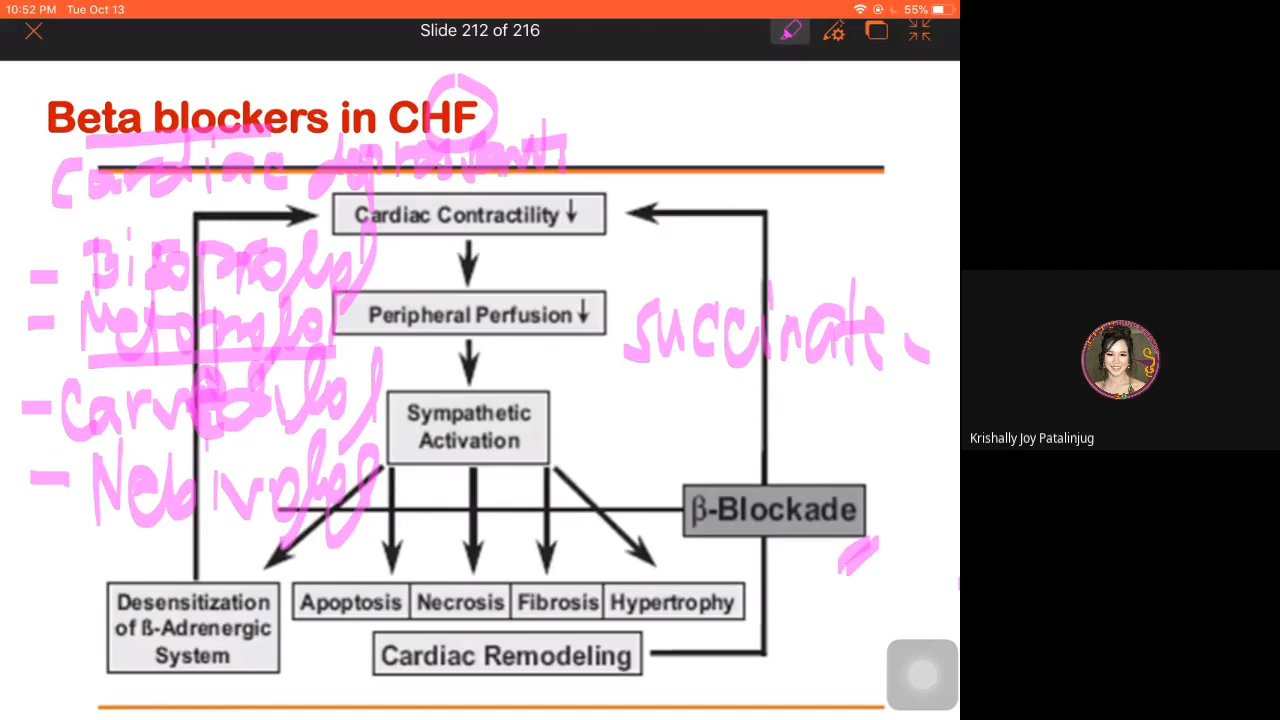 10:52 PM Tue Oct 13
55%
Slide 212 of 216
Beta blockers in CHF
Cardiac depressants
Cardiac Contractility ↓
- Bisoprolol
Peripheral Perfusion ↓
- Metoprolol succinate
- Carvedilol
Sympathetic
Activation
- Nebivolol
β-Blockade
Desensitization
of ß-Adrenergic
System
Apoptosis Necrosis Fibrosis Hypertrophy
Cardiac Remodeling
Krishally Joy Patalinjug